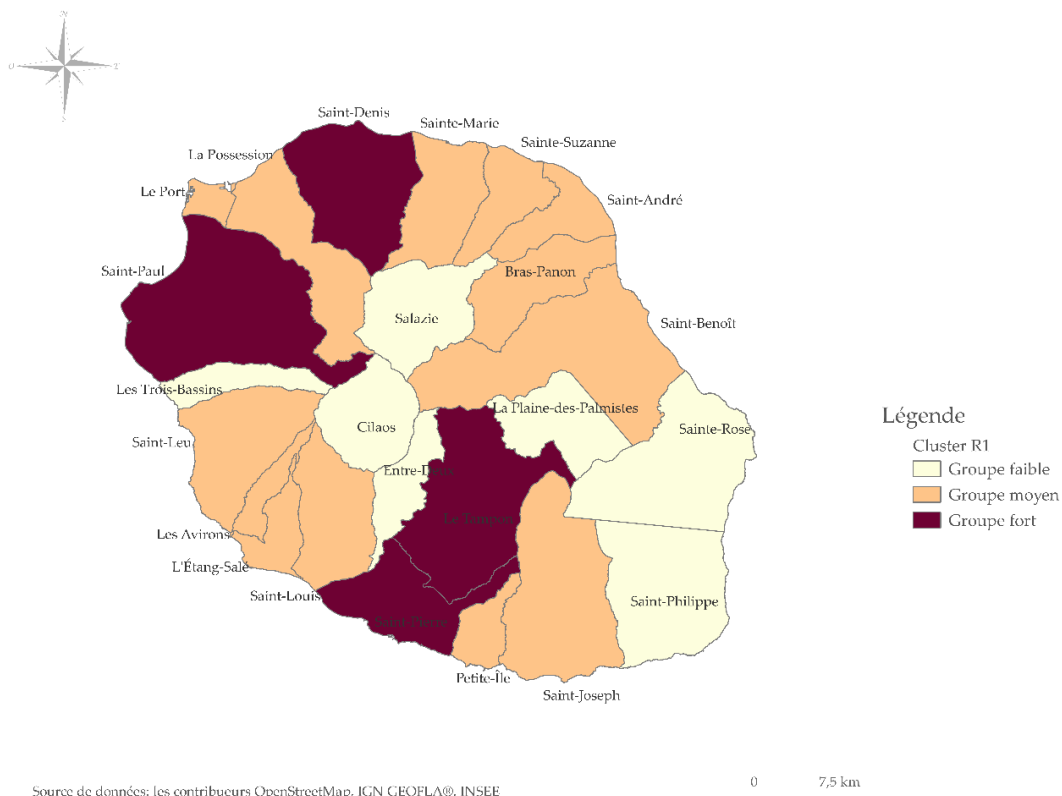 Saint-Denis
Sainte-Marie
Sainte-Suzanne
La Possession
Le Port
Saint-André
Saint-Paul
Bras-Panon
Salazie
Saint-Benoît
Les Trois-Bassins
La Plaine-des-Palmistes
Légende
Cilaos
Sainte-Rose
Saint-Leu
Cluster R1
Groupe faible
Entre-Deux
Groupe moyen
Le Tampon
Groupe fort
Les Avirons
L'Étang-Salé
Saint-Louis
Saint-Philippe
Saint-Pierre
Petite-Île
Saint-Joseph
0 7,5 km
Source de données: les contribueurs OpenStreetMap, IGN GEOFLA®, INSEE